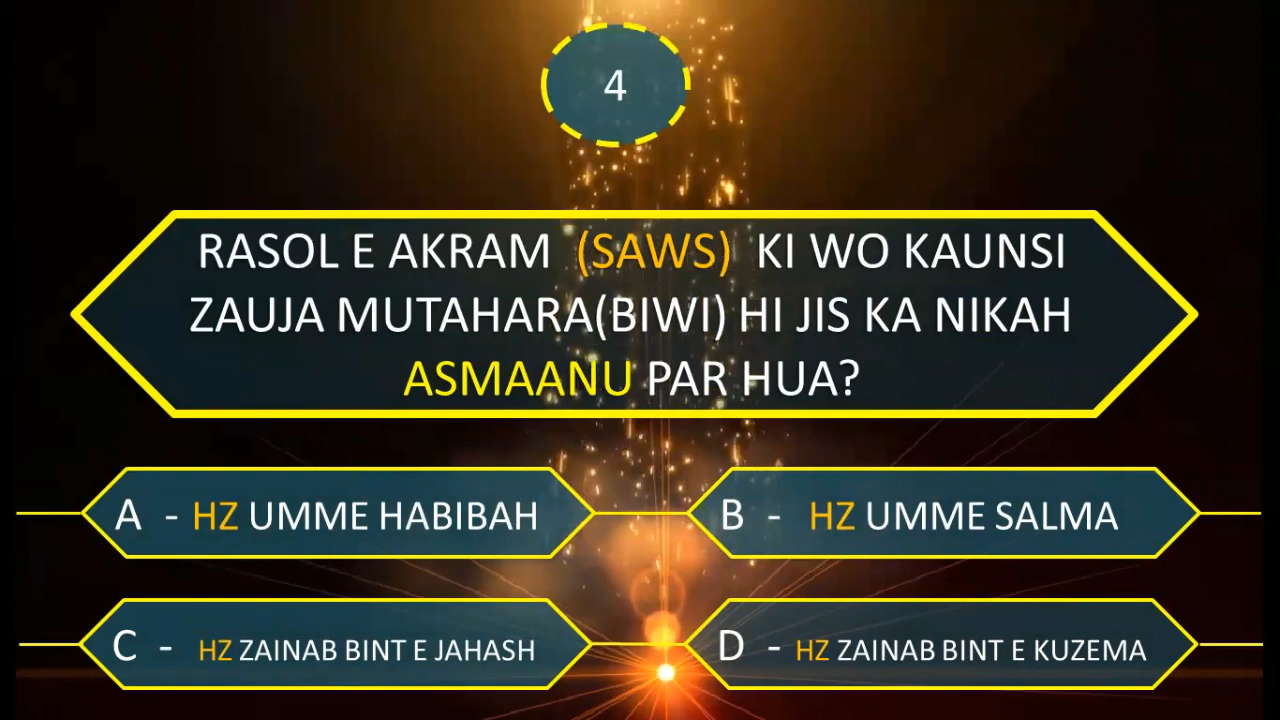 4
RASOL E AKRAM (SAWS) KI WO KAUNSI
ZAUJA MUTAHARA(BIWI) HI JIS KA NIKAH
ASMAANU PAR HUA?
A - HZ UMME HABIBAH
B - HZ UMME SALMA
C - HZ ZAINAB BINT E JAHASH
D - HZ ZAINAB BINT E KUZEMA